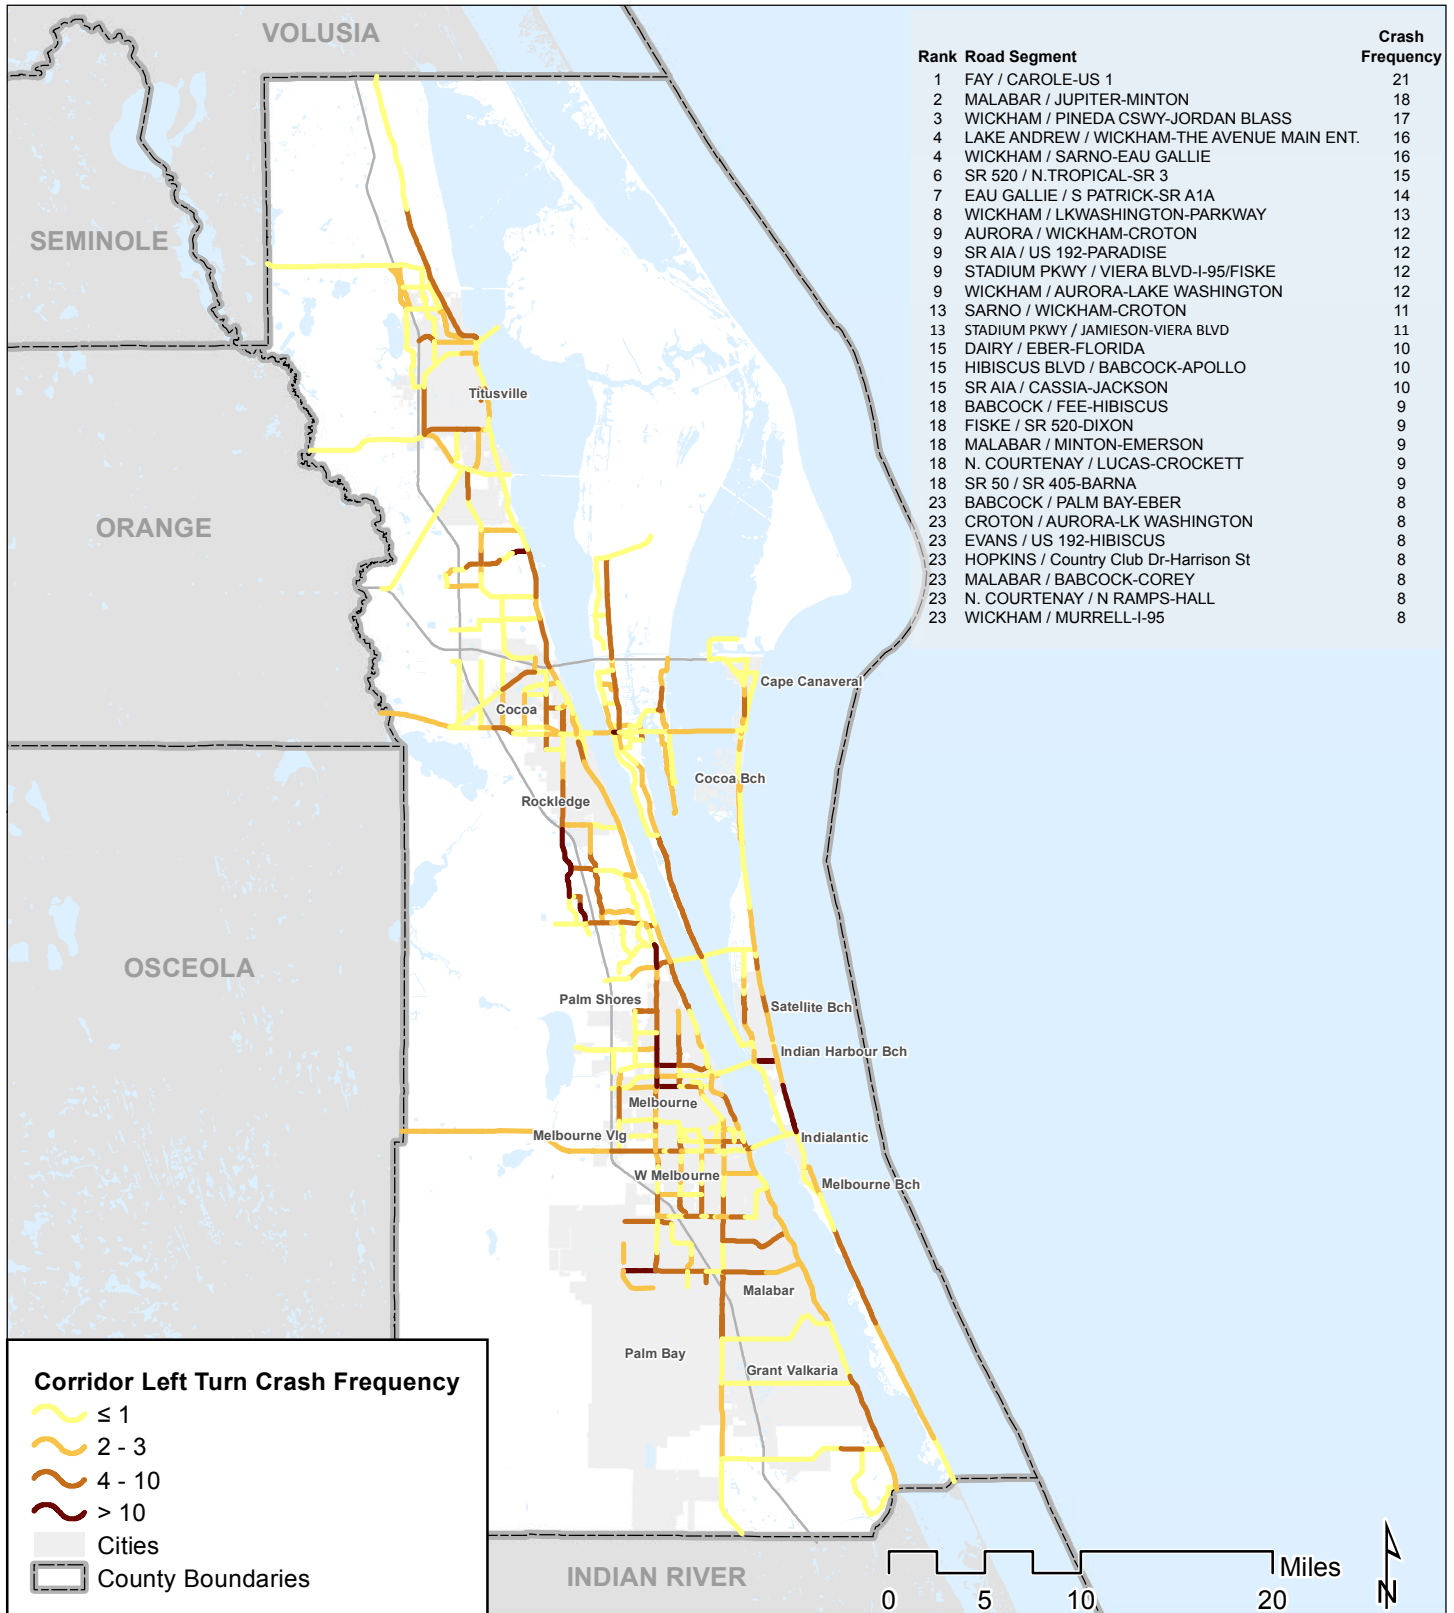 VOLUSIA
SEMINOLE
ORANGE
OSCEOLA
INDIAN RIVER
Crash
Rank Road Segment Frequency
1 FAY / CAROLE-US 1 21
2 MALABAR / JUPITER-MINTON 18
3 WICKHAM / PINEDA CSWY-JORDAN BLASS 17
4 LAKE ANDREW / WICKHAM-THE AVENUE MAIN ENT. 16
4 WICKHAM / SARNO-EAU GALLIE 16
6 SR 520 / N.TROPICAL-SR 3 15
7 EAU GALLIE / S PATRICK-SR A1A 14
8 WICKHAM / LKWASHINGTON-PARKWAY 13
9 AURORA / WICKHAM-CROTON 12
9 SR AIA / US 192-PARADISE 12
9 STADIUM PKWY / VIERA BLVD-I-95/FISKE 12
9 WICKHAM / AURORA-LAKE WASHINGTON 12
13 SARNO / WICKHAM-CROTON 11
13 STADIUM PKWY / JAMIESON-VIERA BLVD 11
15 DAIRY / EBER-FLORIDA 10
15 HIBISCUS BLVD / BABCOCK-APOLLO 10
15 SR AIA / CASSIA-JACKSON 10
18 BABCOCK / FEE-HIBISCUS 9
18 FISKE / SR 520-DIXON 9
18 MALABAR / MINTON-EMERSON 9
18 N. COURTENAY / LUCAS-CROCKETT 9
18 SR 50 / SR 405-BARNA 9
23 BABCOCK / PALM BAY-EBER 8
23 CROTON / AURORA-LK WASHINGTON 8
23 EVANS / US 192-HIBISCUS 8
23 HOPKINS / Country Club Dr-Harrison St 8
23 MALABAR / BABCOCK-COREY 8
23 N. COURTENAY / N RAMPS-HALL 8
23 WICKHAM / MURRELL-I-95 8
Titusville
Cape Canaveral
Cocoa
Cocoa Bch
Rockledge
Palm Shores
Satellite Bch
Indian Harbour Bch
Melbourne
Melbourne Vlg
Indialantic
W Melbourne
Melbourne Bch
Malabar
Palm Bay
Grant Valkaria
Corridor Left Turn Crash Frequency
≤ 1
2 - 3
4 - 10
> 10
Cities
County Boundaries
Miles
0 5 10 20
N